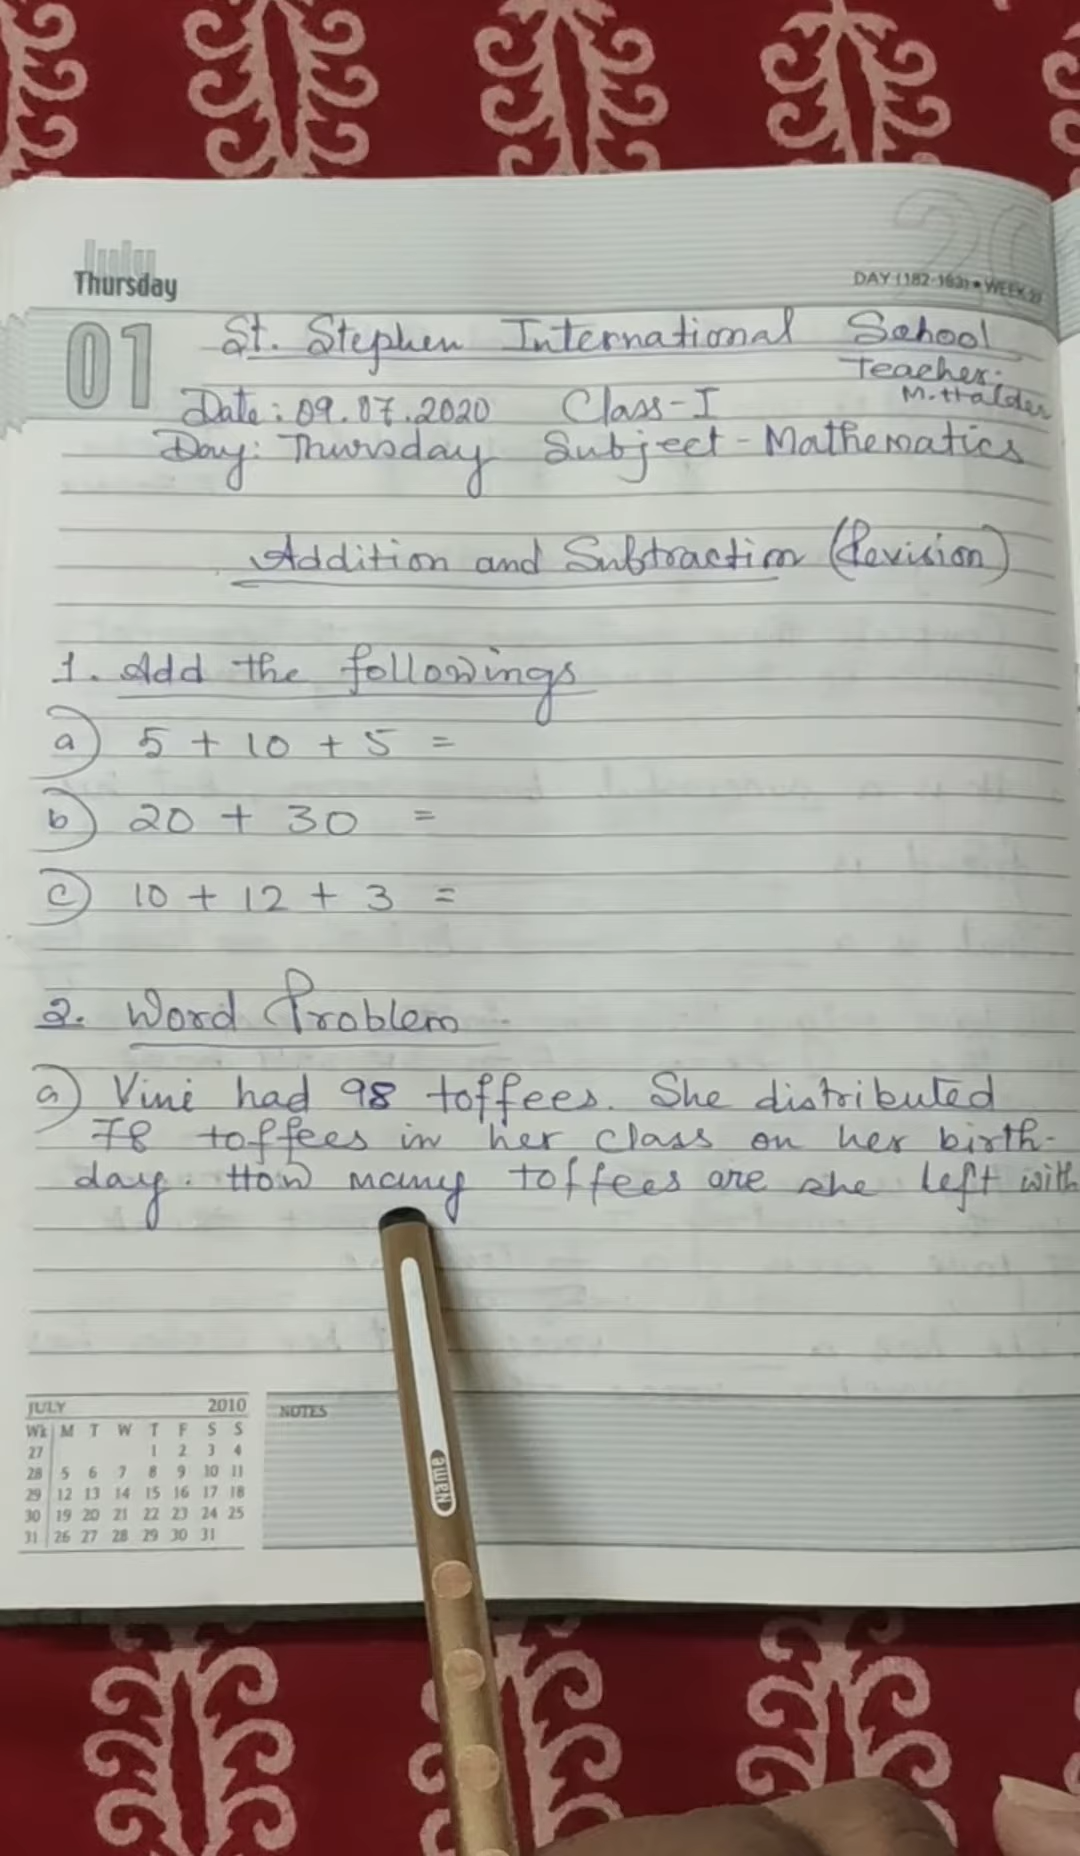 July
Thursday
DAY (182-183) • WEEK 27
01
St. Stephen International School
Teacher:
M. Halder
Date: 09.07.2020 Class-I
Day: Thursday Subject - Mathematics
Addition and Subtraction (Revision)
1. Add the followings
a) 5 + 10 + 5 =
b) 20 + 30 =
c) 10 + 12 + 3 =
2. Word Problem
a) Vini had 98 toffees. She distributed
78 toffees in her class on her birth-
day. How many toffees are she left with
JULY 2010
Wk M T W T F S S
27 1 2 3 4
28 5 6 7 8 9 10 11
29 12 13 14 15 16 17 18
30 19 20 21 22 23 24 25
31 26 27 28 29 30 31
NOTES
Name